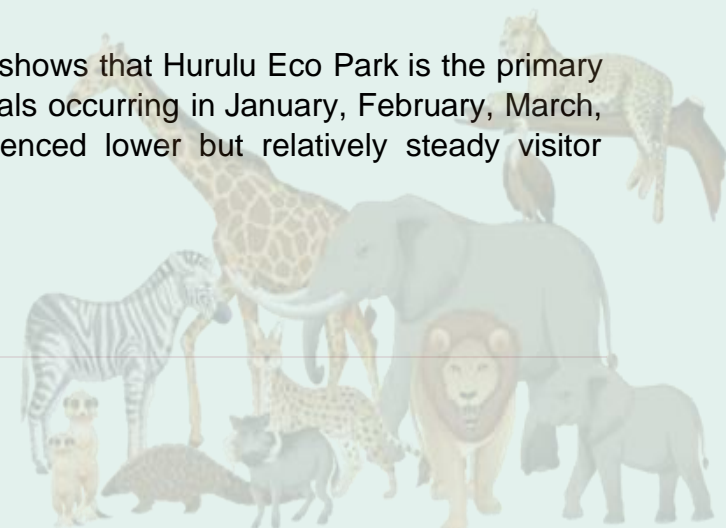 shows that Hurulu Eco Park is the primary
als occurring in January, February, March,
enced lower but relatively steady visitor